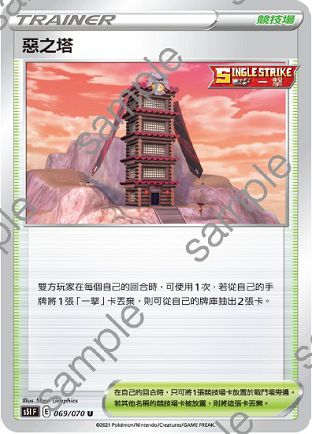 TRAINER
競技場
惡之塔
SINGLE STRIKE
一擊
sample
sample
sample
sample
sample
雙方玩家在每個自己的回合時，可使用1次，若從自己的手
牌將1張「一擊」卡丟棄，則可從自己的牌庫抽出2張卡。
Illus. 5ban Graphics
s5I F E 069/070 U
在自己的回合時，只可將1張競技場卡放置於戰鬥場旁邊。
若其他名稱的競技場卡被放置，則將這張卡丟棄。
©2021 Pokémon/Nintendo/Creatures/GAME FREAK.